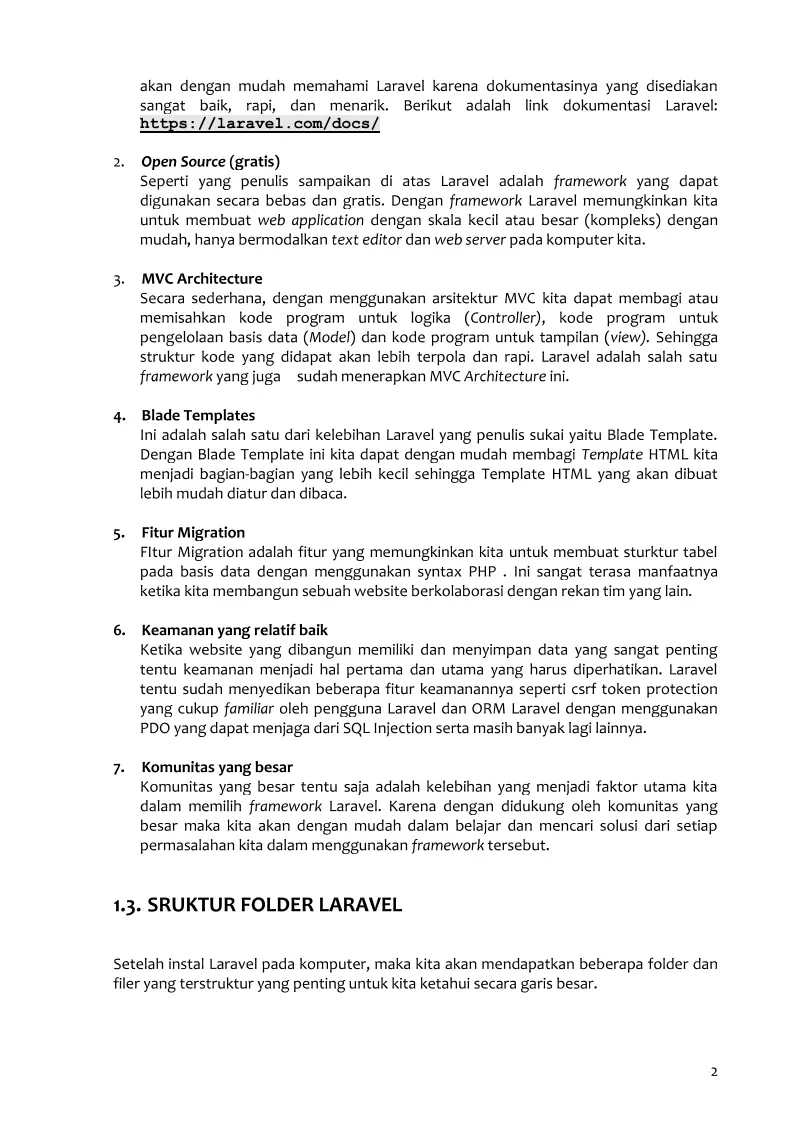 akan dengan mudah memahami Laravel karena dokumentasinya yang disediakan
sangat baik, rapi, dan menarik. Berikut adalah link dokumentasi Laravel:
https://laravel.com/docs/
2. Open Source (gratis)
Seperti yang penulis sampaikan di atas Laravel adalah framework yang dapat
digunakan secara bebas dan gratis. Dengan framework Laravel memungkinkan kita
untuk membuat web application dengan skala kecil atau besar (kompleks) dengan
mudah, hanya bermodalkan text editor dan web server pada komputer kita.
3. MVC Architecture
Secara sederhana, dengan menggunakan arsitektur MVC kita dapat membagi atau
memisahkan kode program untuk logika (Controller), kode program untuk
pengelolaan basis data (Model) dan kode program untuk tampilan (view). Sehingga
struktur kode yang didapat akan lebih terpola dan rapi. Laravel adalah salah satu
framework yang juga sudah menerapkan MVC Architecture ini.
4. Blade Templates
Ini adalah salah satu dari kelebihan Laravel yang penulis sukai yaitu Blade Template.
Dengan Blade Template ini kita dapat dengan mudah membagi Template HTML kita
menjadi bagian-bagian yang lebih kecil sehingga Template HTML yang akan dibuat
lebih mudah diatur dan dibaca.
5. Fitur Migration
FItur Migration adalah fitur yang memungkinkan kita untuk membuat sturktur tabel
pada basis data dengan menggunakan syntax PHP . Ini sangat terasa manfaatnya
ketika kita membangun sebuah website berkolaborasi dengan rekan tim yang lain.
6. Keamanan yang relatif baik
Ketika website yang dibangun memiliki dan menyimpan data yang sangat penting
tentu keamanan menjadi hal pertama dan utama yang harus diperhatikan. Laravel
tentu sudah menyedikan beberapa fitur keamanannya seperti csrf token protection
yang cukup familiar oleh pengguna Laravel dan ORM Laravel dengan menggunakan
PDO yang dapat menjaga dari SQL Injection serta masih banyak lagi lainnya.
7. Komunitas yang besar
Komunitas yang besar tentu saja adalah kelebihan yang menjadi faktor utama kita
dalam memilih framework Laravel. Karena dengan didukung oleh komunitas yang
besar maka kita akan dengan mudah dalam belajar dan mencari solusi dari setiap
permasalahan kita dalam menggunakan framework tersebut.
1.3. SRUKTUR FOLDER LARAVEL
Setelah instal Laravel pada komputer, maka kita akan mendapatkan beberapa folder dan
filer yang terstruktur yang penting untuk kita ketahui secara garis besar.
2